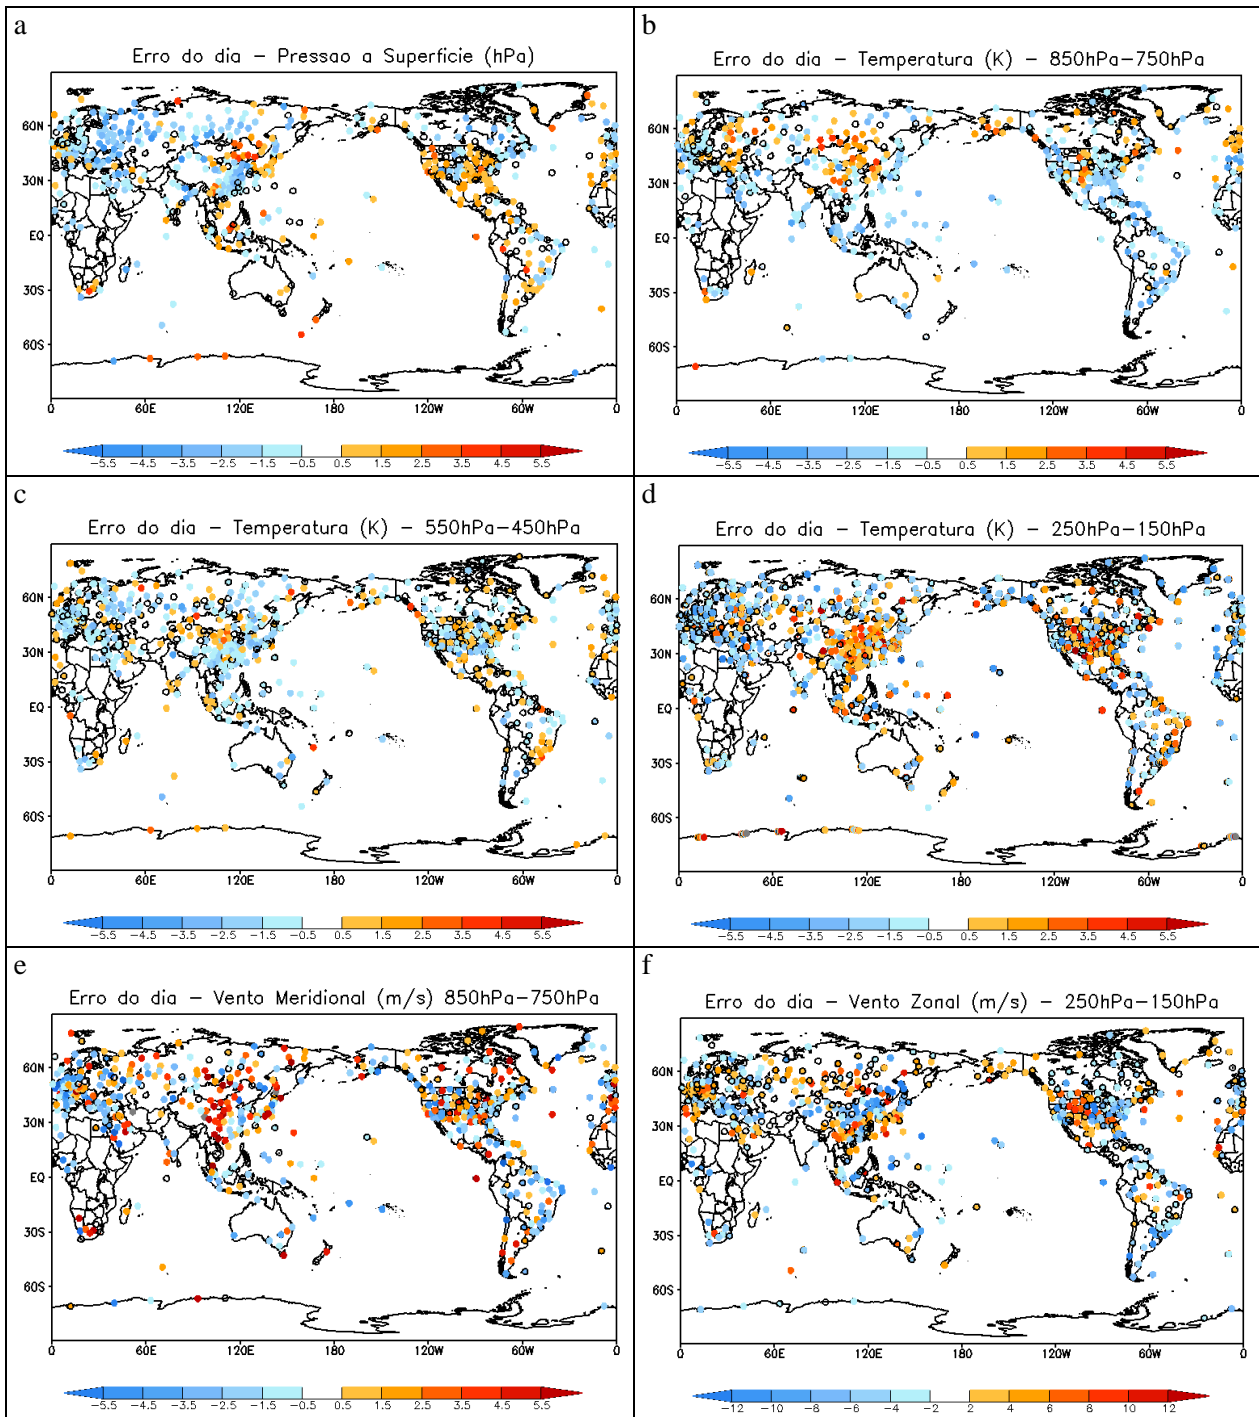 a
Erro do dia – Pressao a Superficie (hPa)
60N
30N
EQ
30S
60S
0 60E 120E 180 120W 60W 0
−5.5 −4.5 −3.5 −2.5 −1.5 −0.5 0.5 1.5 2.5 3.5 4.5 5.5
b
Erro do dia – Temperatura (K) – 850hPa–750hPa
60N
30N
EQ
30S
60S
0 60E 120E 180 120W 60W 0
−5.5 −4.5 −3.5 −2.5 −1.5 −0.5 0.5 1.5 2.5 3.5 4.5 5.5
c
Erro do dia – Temperatura (K) – 550hPa–450hPa
60N
30N
EQ
30S
60S
0 60E 120E 180 120W 60W 0
−5.5 −4.5 −3.5 −2.5 −1.5 −0.5 0.5 1.5 2.5 3.5 4.5 5.5
d
Erro do dia – Temperatura (K) – 250hPa–150hPa
60N
30N
EQ
30S
60S
0 60E 120E 180 120W 60W 0
−5.5 −4.5 −3.5 −2.5 −1.5 −0.5 0.5 1.5 2.5 3.5 4.5 5.5
e
Erro do dia – Vento Meridional (m/s) 850hPa–750hPa
60N
30N
EQ
30S
60S
0 60E 120E 180 120W 60W 0
−5.5 −4.5 −3.5 −2.5 −1.5 −0.5 0.5 1.5 2.5 3.5 4.5 5.5
f
Erro do dia – Vento Zonal (m/s) – 250hPa–150hPa
60N
30N
EQ
30S
60S
0 60E 120E 180 120W 60W 0
−12 −10 −8 −6 −4 −2 2 4 6 8 10 12